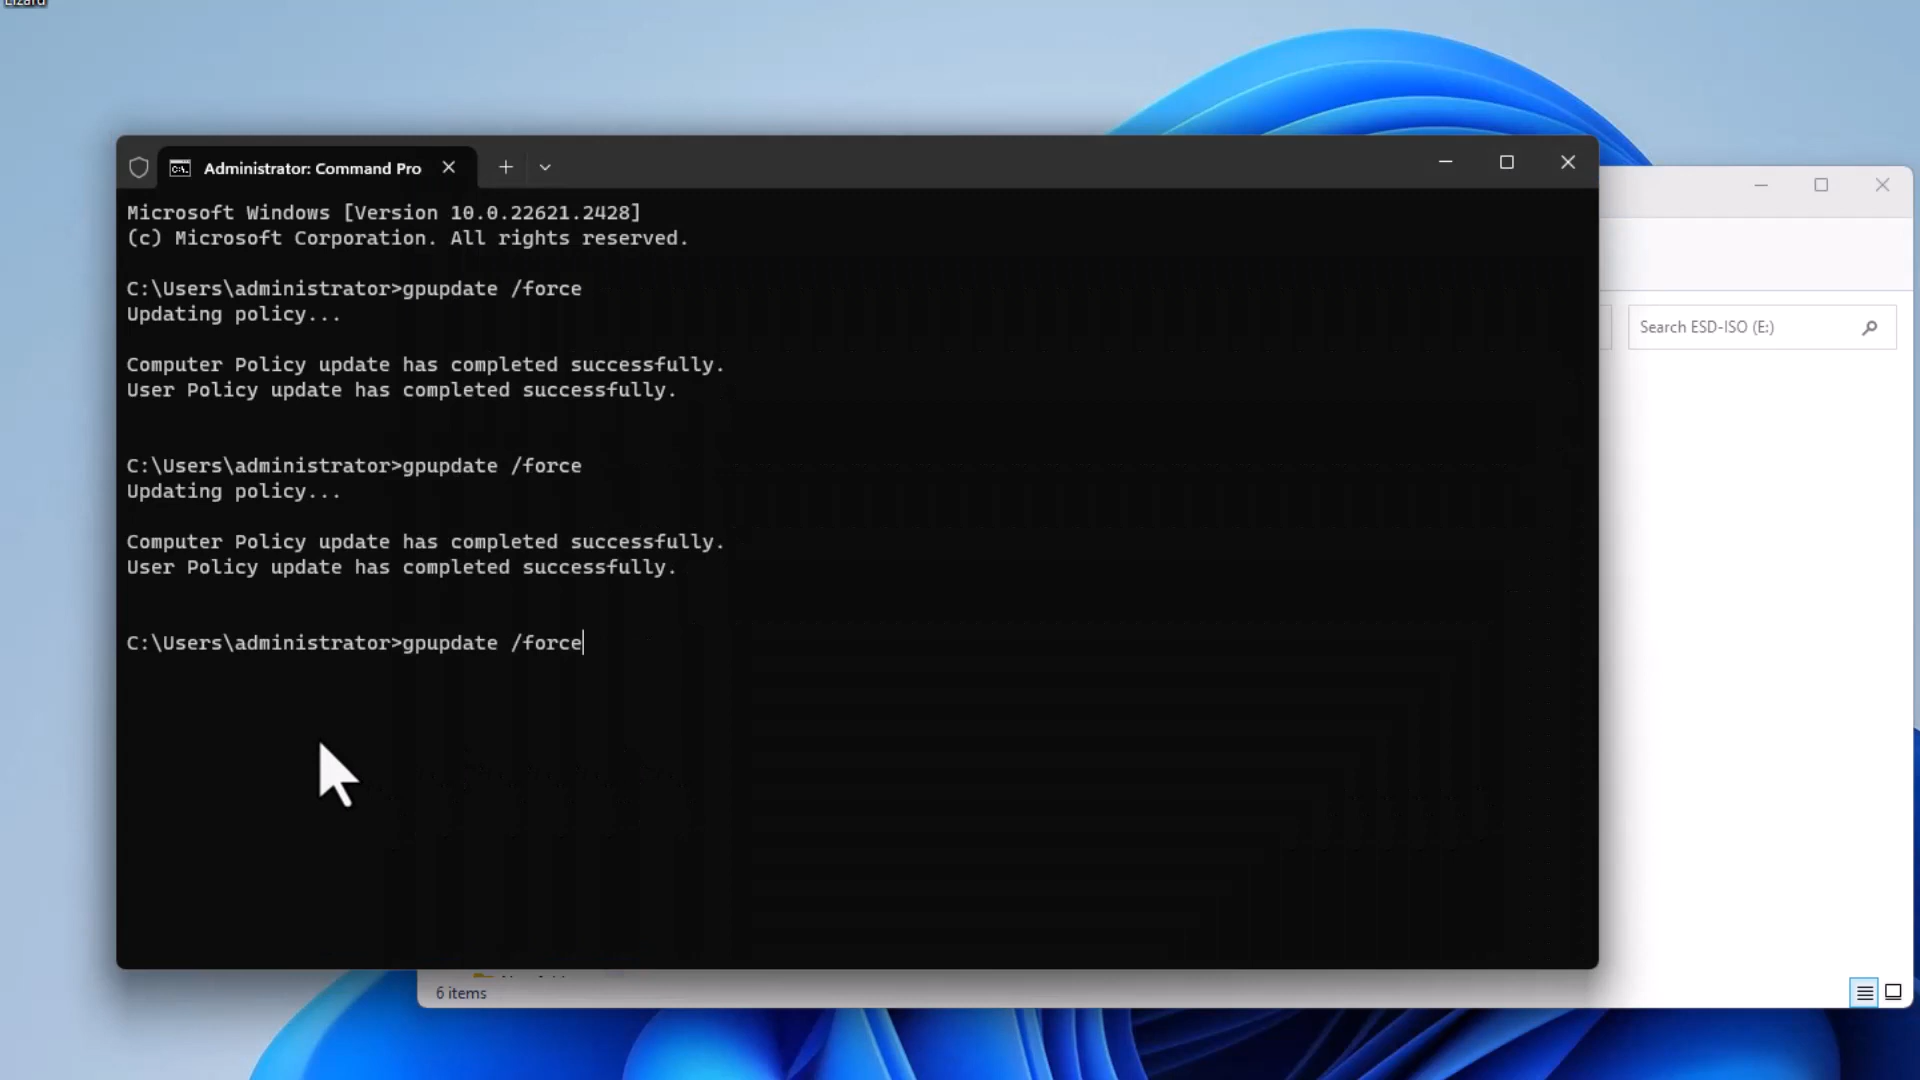 Lizard
Administrator: Command Pro
Microsoft Windows [Version 10.0.22621.2428]
(c) Microsoft Corporation. All rights reserved.
C:\Users\administrator>gpupdate /force
Updating policy...
Computer Policy update has completed successfully.
User Policy update has completed successfully.
C:\Users\administrator>gpupdate /force
Updating policy...
Computer Policy update has completed successfully.
User Policy update has completed successfully.
C:\Users\administrator>gpupdate /force
Search ESD-ISO (E:)
6 items